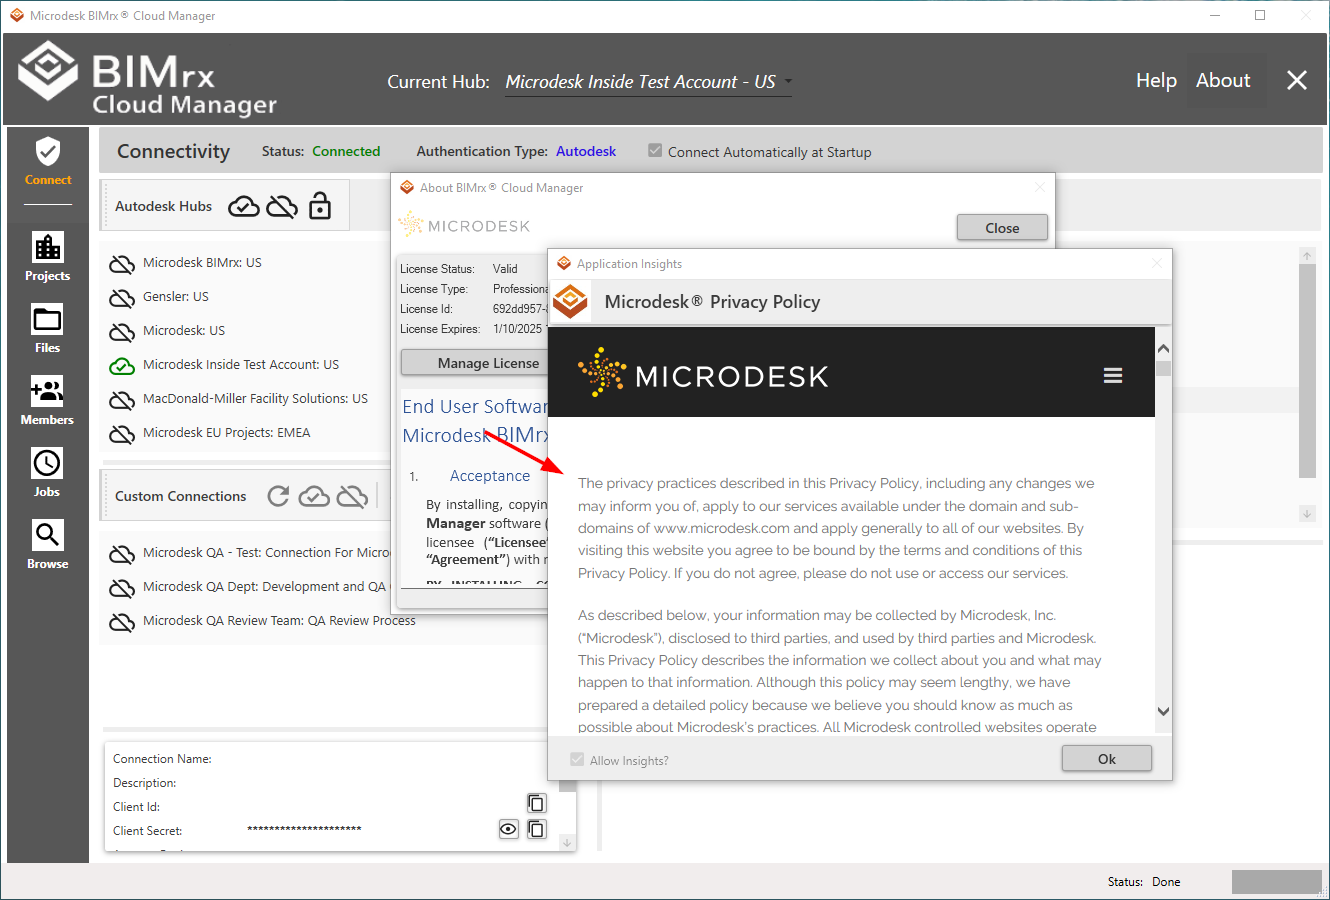 Microdesk BIMrx® Cloud Manager
BIMrx
Cloud Manager
Current Hub: Microdesk Inside Test Account - US
Help About
Connectivity Status: Connected Authentication Type: Autodesk Connect Automatically at Startup
Connect
Projects
Files
Members
Jobs
Browse
Autodesk Hubs
Microdesk BIMrx: US
Gensler: US
Microdesk: US
Microdesk Inside Test Account: US
MacDonald-Miller Facility Solutions: US
Microdesk EU Projects: EMEA
Custom Connections
Microdesk QA - Test: Connection For Micro
Microdesk QA Dept: Development and QA
Microdesk QA Review Team: QA Review Process
Connection Name:
Description:
Client Id:
Client Secret: *********************
About BIMrx® Cloud Manager
MICRODESK
Close
License Status: Valid
License Type: Professiona
License Id: 692dd957-
License Expires: 1/10/2025
Manage License
End User Softwar
Microdesk BIMrx
1. Acceptance
By installing, copyin
Manager software (
licensee (“Licensee”
“Agreement”) with
BY INSTALLING, CO
Application Insights
Microdesk® Privacy Policy
MICRODESK
The privacy practices described in this Privacy Policy, including any changes we
may inform you of, apply to our services available under the domain and sub-
domains of www.microdesk.com and apply generally to all of our websites. By
visiting this website you agree to be bound by the terms and conditions of this
Privacy Policy. If you do not agree, please do not use or access our services.
As described below, your information may be collected by Microdesk, Inc.
(“Microdesk”), disclosed to third parties, and used by third parties and Microdesk.
This Privacy Policy describes the information we collect about you and what may
happen to that information. Although this policy may seem lengthy, we have
prepared a detailed policy because we believe you should know as much as
possible about Microdesk’s practices. All Microdesk controlled websites operate
Allow Insights?
Ok
Status: Done